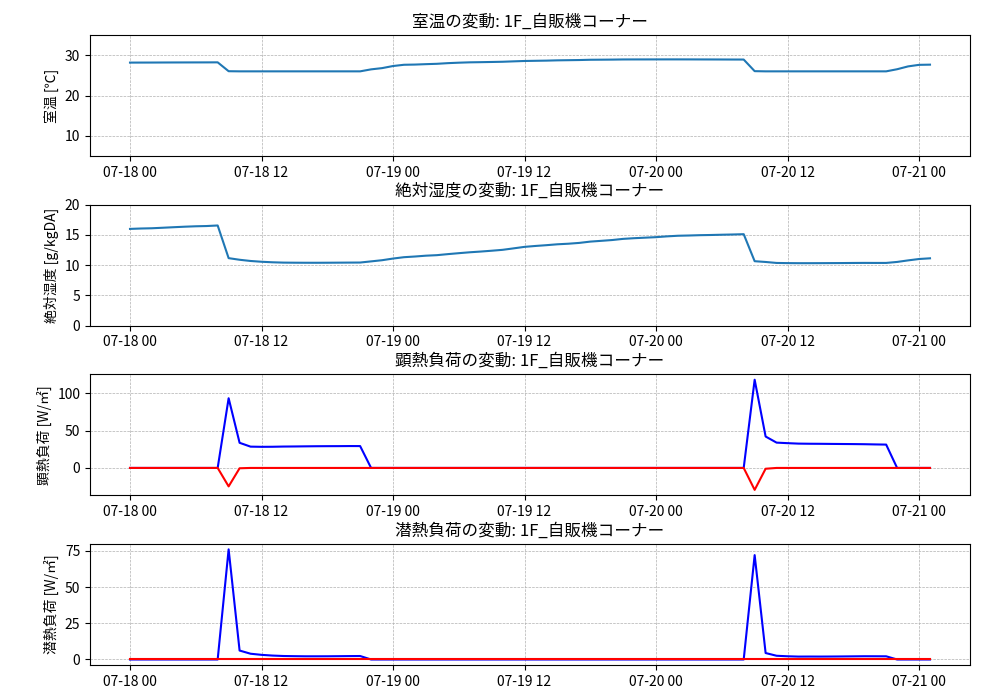 室温の変動: 1F_自販機コーナー
室温 [℃]
30
20
10
07-18 00 07-18 12 07-19 00 07-19 12 07-20 00 07-20 12 07-21 00
絶対湿度の変動: 1F_自販機コーナー
絶対湿度 [g/kgDA]
20
15
10
5
0
07-18 00 07-18 12 07-19 00 07-19 12 07-20 00 07-20 12 07-21 00
顕熱負荷の変動: 1F_自販機コーナー
顕熱負荷 [W/㎡]
100
50
0
07-18 00 07-18 12 07-19 00 07-19 12 07-20 00 07-20 12 07-21 00
潜熱負荷の変動: 1F_自販機コーナー
潜熱負荷 [W/㎡]
75
50
25
0
07-18 00 07-18 12 07-19 00 07-19 12 07-20 00 07-20 12 07-21 00